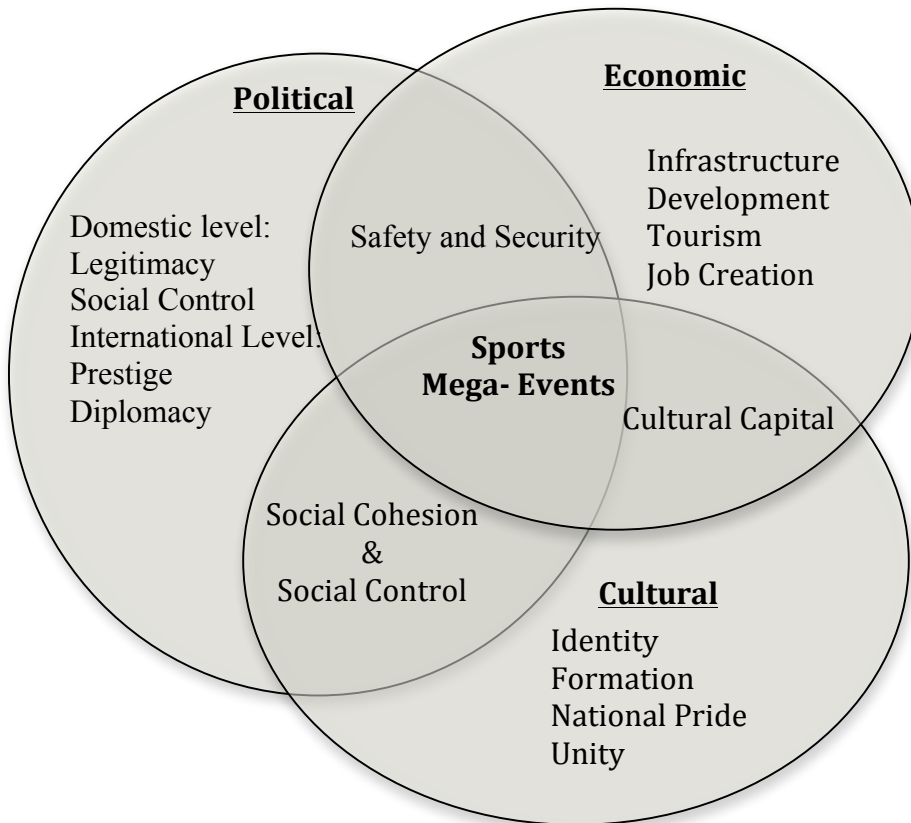 Political
Domestic level:
Legitimacy
Social Control
International Level:
Prestige
Diplomacy
Economic
Infrastructure
Development
Tourism
Job Creation
Safety and Security
Sports
Mega- Events
Cultural Capital
Social Cohesion
&
Social Control
Cultural
Identity
Formation
National Pride
Unity